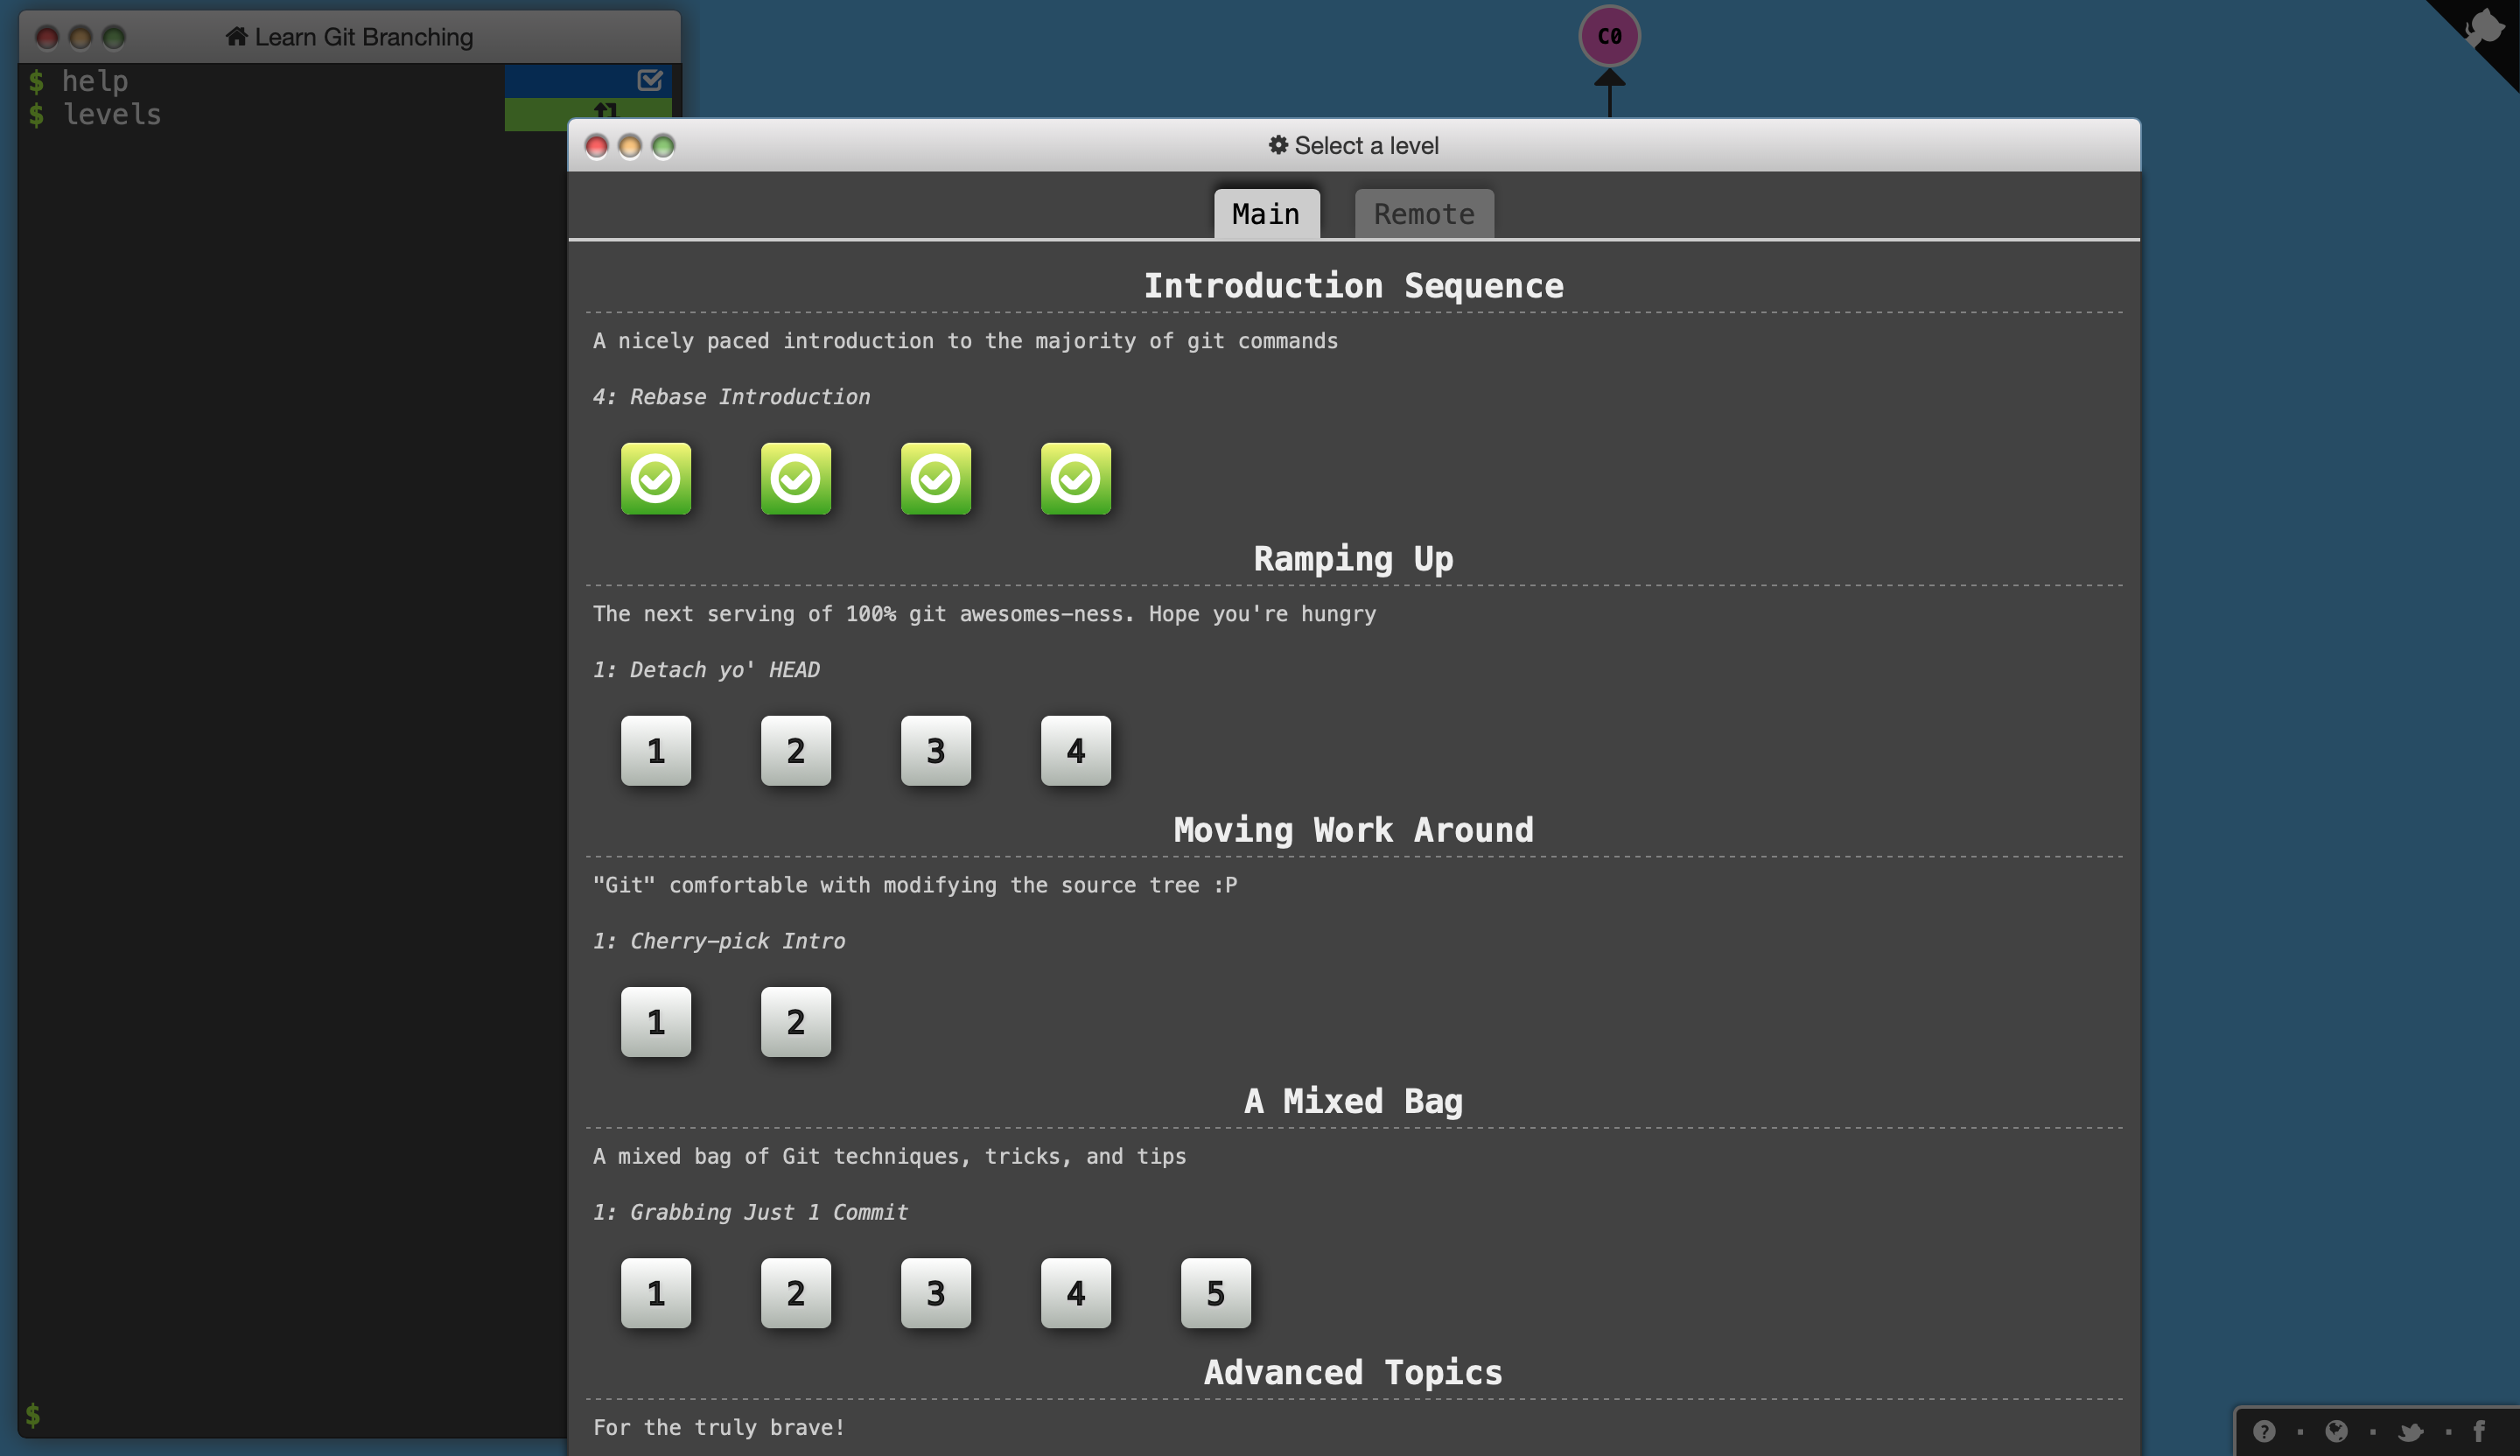 Learn Git Branching
$ help
$ levels
$
C0
Select a level
Main
Remote
Introduction Sequence
A nicely paced introduction to the majority of git commands
4: Rebase Introduction
Ramping Up
The next serving of 100% git awesomes-ness. Hope you're hungry
1: Detach yo' HEAD
1 2 3 4
Moving Work Around
"Git" comfortable with modifying the source tree :P
1: Cherry-pick Intro
1 2
A Mixed Bag
A mixed bag of Git techniques, tricks, and tips
1: Grabbing Just 1 Commit
1 2 3 4 5
Advanced Topics
For the truly brave!